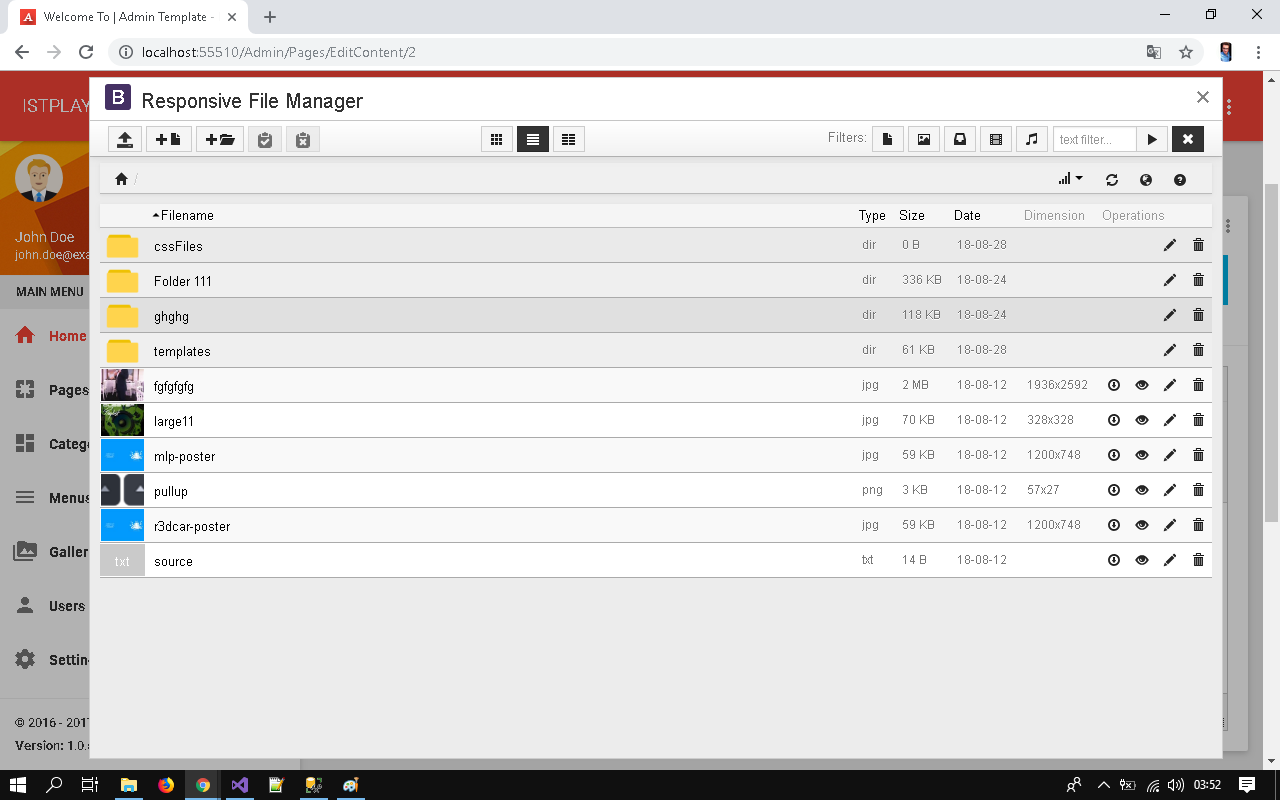 Welcome To | Admin Template -
localhost:55510/Admin/Pages/EditContent/2
ISTPLAY
B Responsive File Manager
Filters: text filter...
Filename Type Size Date Dimension Operations
cssFiles dir 0 B 18-08-28
Folder 111 dir 336 KB 18-08-24
ghghg dir 118 KB 18-08-24
templates dir 61 KB 18-08-28
fgfgfgfg jpg 2 MB 18-08-12 1936x2592
large11 jpg 70 KB 18-08-12 328x328
mlp-poster jpg 59 KB 18-08-12 1200x748
pullup png 3 KB 18-08-12 57x27
r3dcar-poster jpg 59 KB 18-08-12 1200x748
txt source txt 14 B 18-08-12
John Doe
john.doe@exa
MAIN MENU
Home
Pages
Categ
Menus
Galler
Users
Settin
© 2016 - 2017
Version: 1.0.
03:52